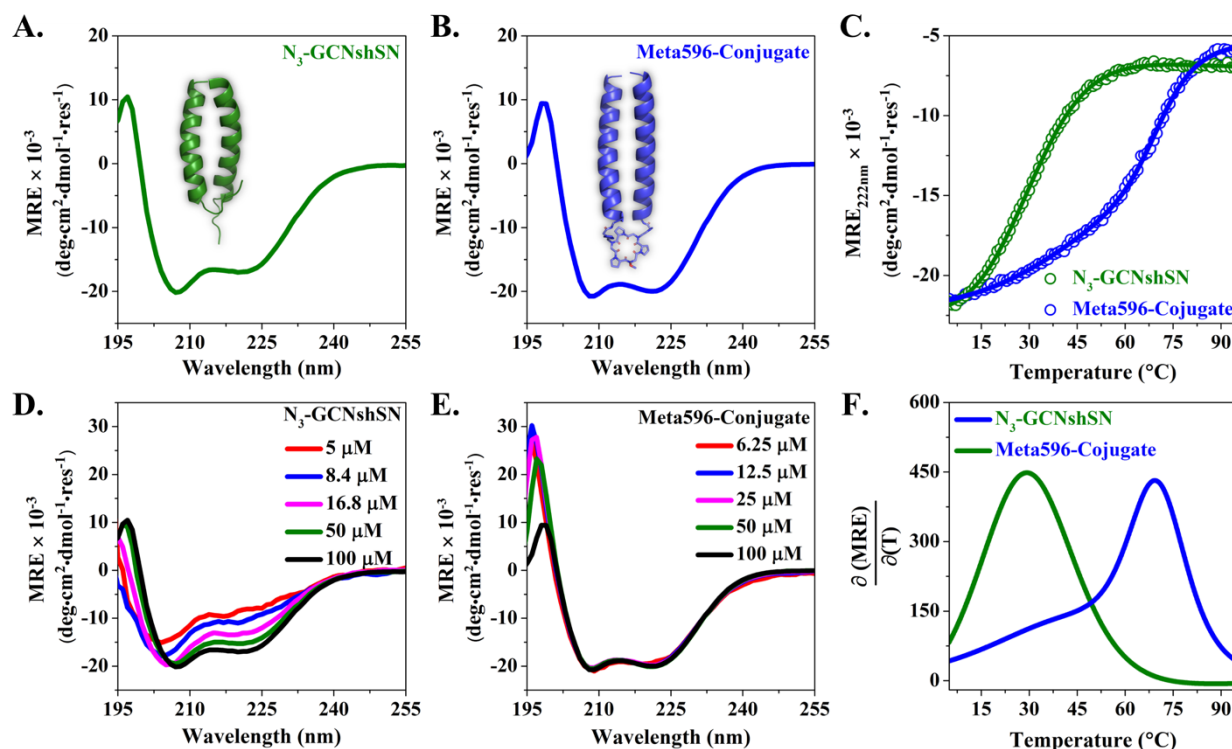 A.
N₃-GCNshSN
MRE × 10⁻³
(deg•cm²•dmol⁻¹•res⁻¹)
20
10
0
-10
-20
195 210 225 240 255
Wavelength (nm)
B.
Meta596-Conjugate
MRE × 10⁻³
(deg•cm²•dmol⁻¹•res⁻¹)
20
10
0
-10
-20
195 210 225 240 255
Wavelength (nm)
C.
MRE₂₂₂ₙₘ × 10⁻³
(deg•cm²•dmol⁻¹•res⁻¹)
-5
-10
-15
-20
N₃-GCNshSN
Meta596-Cojugate
15 30 45 60 75 90
Temperature (°C)
D.
N₃-GCNshSN
5 μM
8.4 μM
16.8 μM
50 μM
100 μM
MRE × 10⁻³
(deg•cm²•dmol⁻¹•res⁻¹)
30
20
10
0
-10
-20
195 210 225 240 255
Wavelength (nm)
E.
Meta596-Conjugate
6.25 μM
12.5 μM
25 μM
50 μM
100 μM
MRE × 10⁻³
(deg•cm²•dmol⁻¹•res⁻¹)
30
20
10
0
-10
-20
195 210 225 240 255
Wavelength (nm)
F.
N₃-GCNshSN
Meta596-Cojugate
∂ (MRE)
∂(T)
600
450
300
150
0
15 30 45 60 75 90
Temperature (°C)